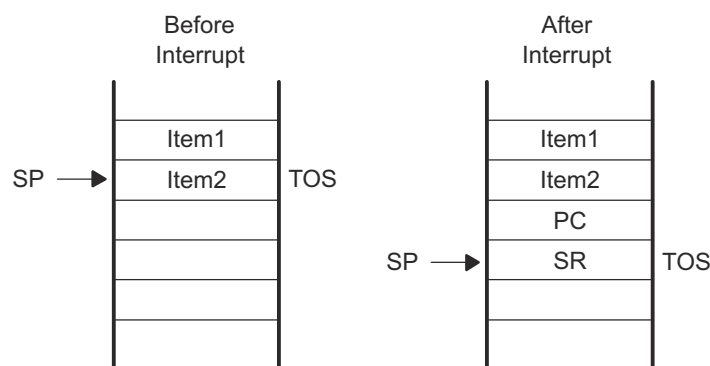 Before
Interrupt
Item1
SP
Item2
TOS
After
Interrupt
Item1
Item2
PC
SP
SR
TOS